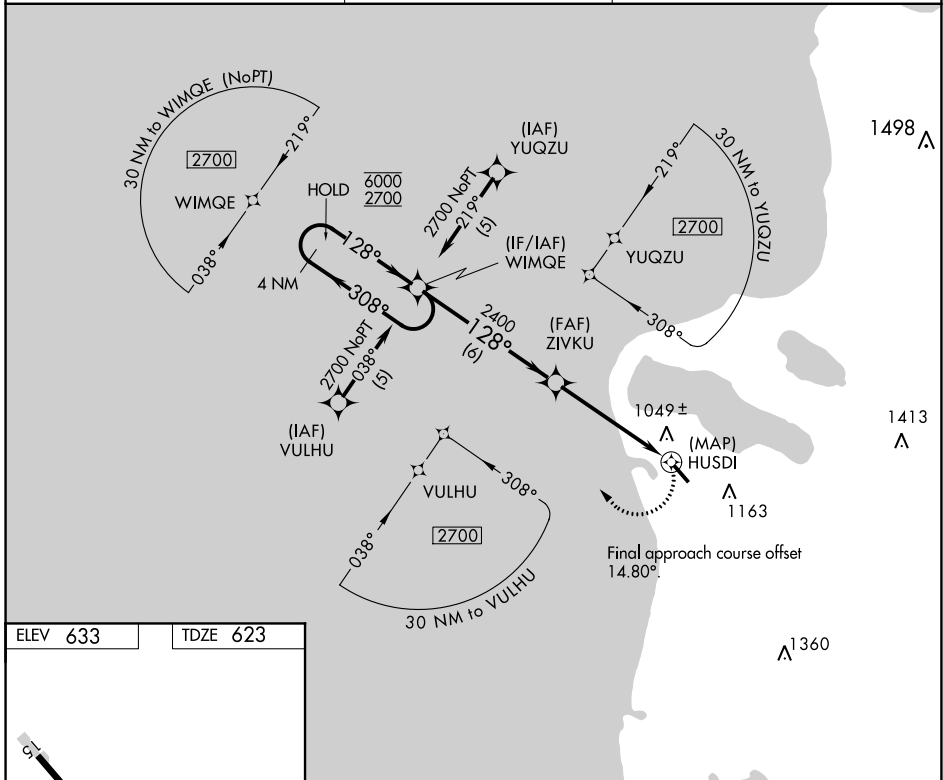 30 NM to WIMQE (NoPT)
2700
219°
WIMQE
038°
HOLD
6000
2700
4 NM
128°
308°
(IAF)
YUQZU
2700 NoPT
219°
(5)
(IF/IAF)
WIMQE
30 NM to YUQZU
219°
2700
YUQZU
308°
1498
2400
128°
(6)
(FAF)
ZIVKU
2700 NoPT
038°
(5)
(IAF)
VULHU
1049 ±
(MAP)
HUSDI
1413
1163
VULHU
308°
038°
2700
30 NM to VULHU
Final approach course offset
14.80°.
1360
ELEV 633
TDZE 623
15